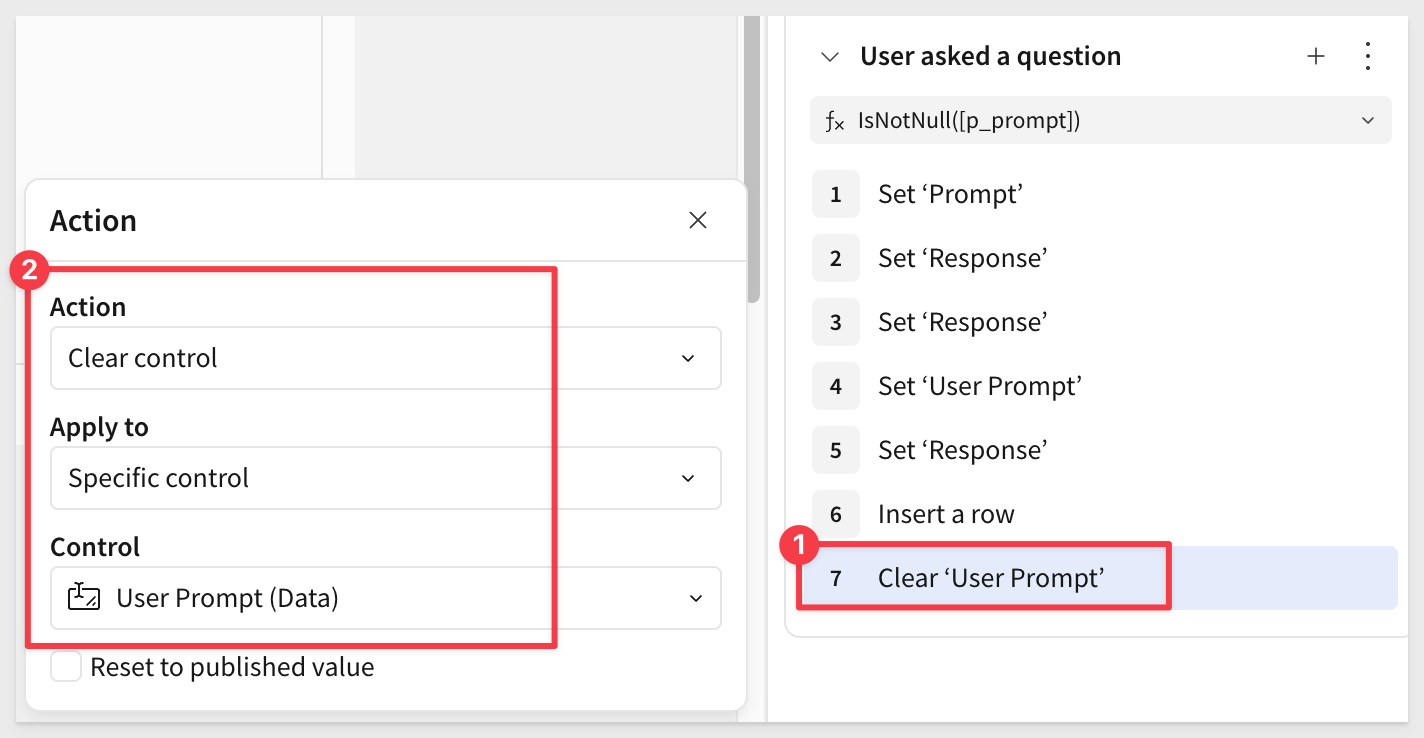 User asked a question
fx IsNotNull([p_prompt])
1 Set ‘Prompt’
2 Set ‘Response’
3 Set ‘Response’
4 Set ‘User Prompt’
5 Set ‘Response’
6 Insert a row
1
7 Clear ‘User Prompt’
Action
2
Action
Clear control
Apply to
Specific control
Control
User Prompt (Data)
Reset to published value